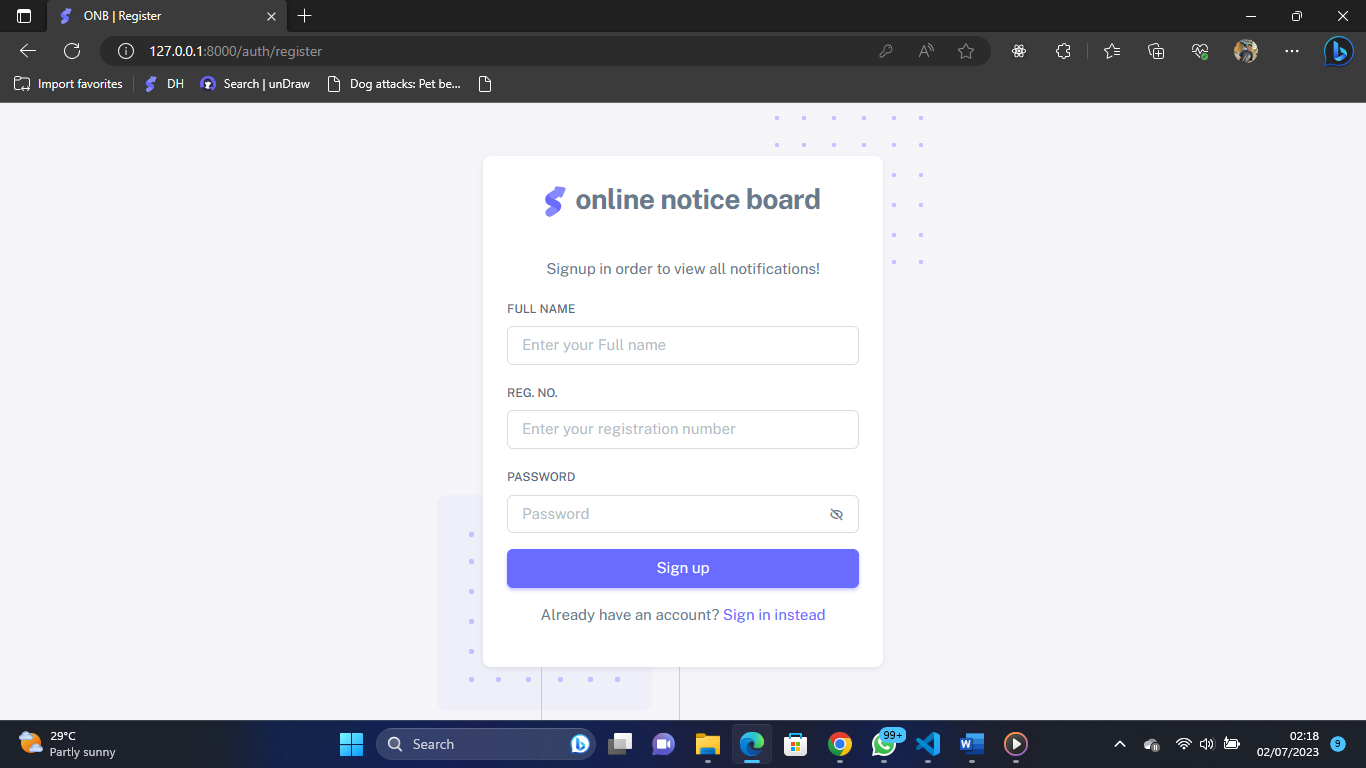 ONB | Register
127.0.0.1:8000/auth/register
Import favorites
DH
Search | unDraw
Dog attacks: Pet be...
online notice board
Signup in order to view all notifications!
FULL NAME
Enter your Full name
REG. NO.
Enter your registration number
PASSWORD
Password
Sign up
Already have an account? Sign in instead
29°C
Partly sunny
Search
99+
02:18
02/07/2023
9